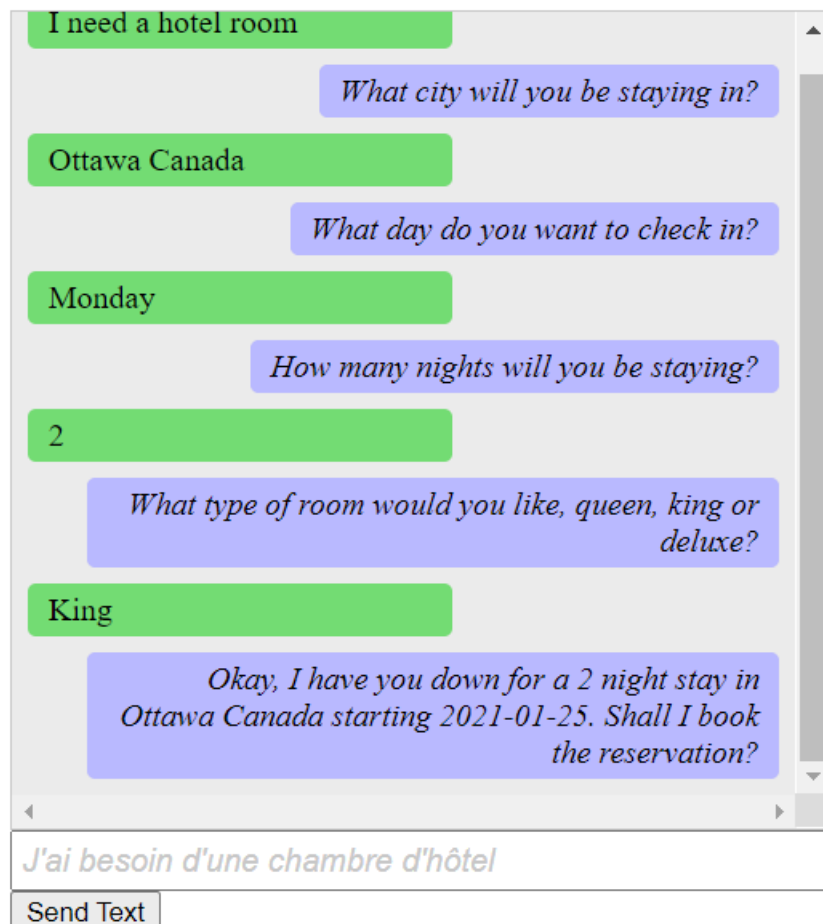 I need a hotel room
What city will you be staying in?
Ottawa Canada
What day do you want to check in?
Monday
How many nights will you be staying?
2
What type of room would you like, queen, king or
deluxe?
King
Okay, I have you down for a 2 night stay in
Ottawa Canada starting 2021-01-25. Shall I book
the reservation?
J'ai besoin d'une chambre d'hôtel
Send Text